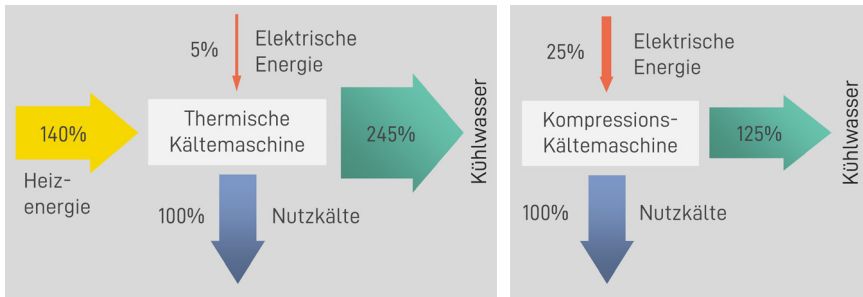 5%
Elektrische
Energie
140%
Thermische
Kältemaschine
245%
Kühlwasser
Heiz-
energie
100%
Nutzkälte
25%
Elektrische
Energie
Kompressions-
Kältemaschine
125%
Kühlwasser
100%
Nutzkälte